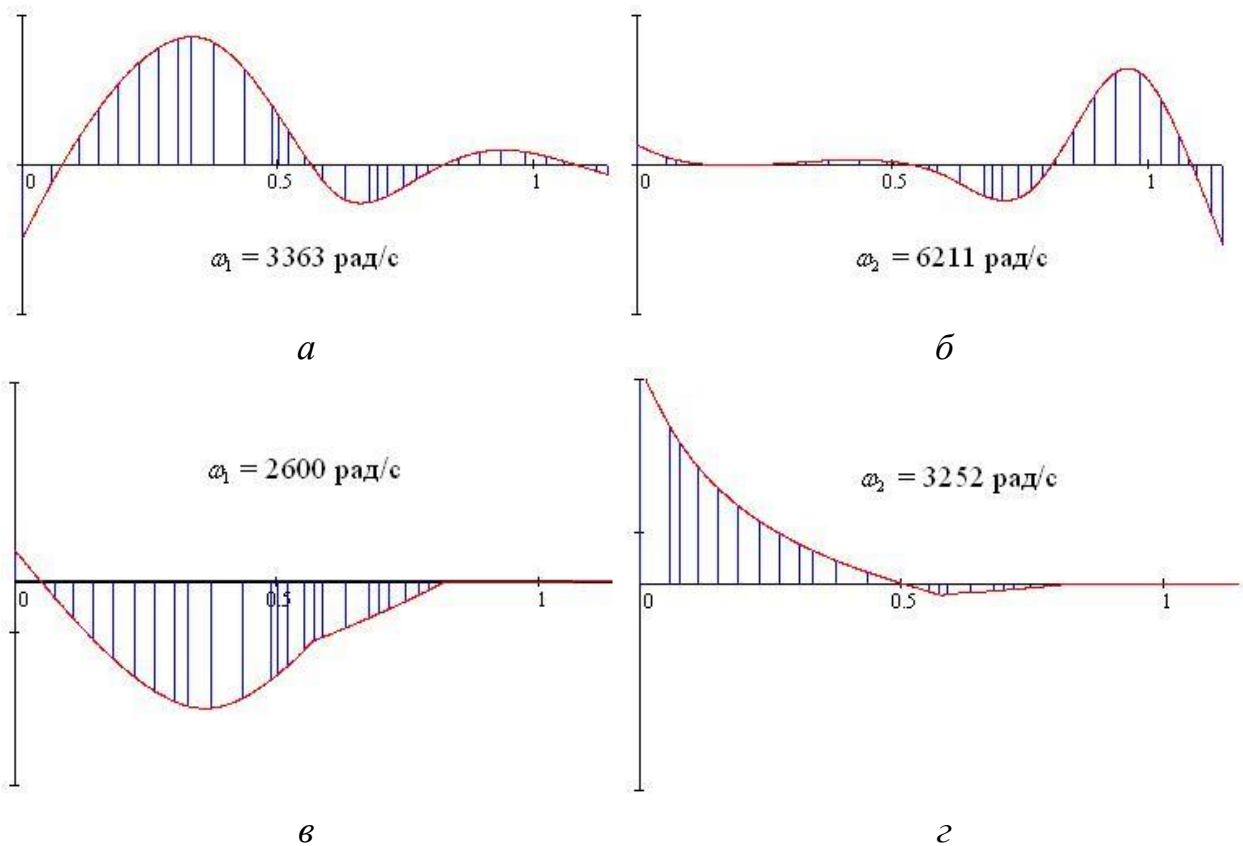 0 0.5 1
ω₁ = 3363 рад/с
а
0 0.5 1
ω₂ = 6211 рад/с
б
ω₁ = 2600 рад/с
0 0.5 1
в
ω₂ = 3252 рад/с
0 0.5 1
г